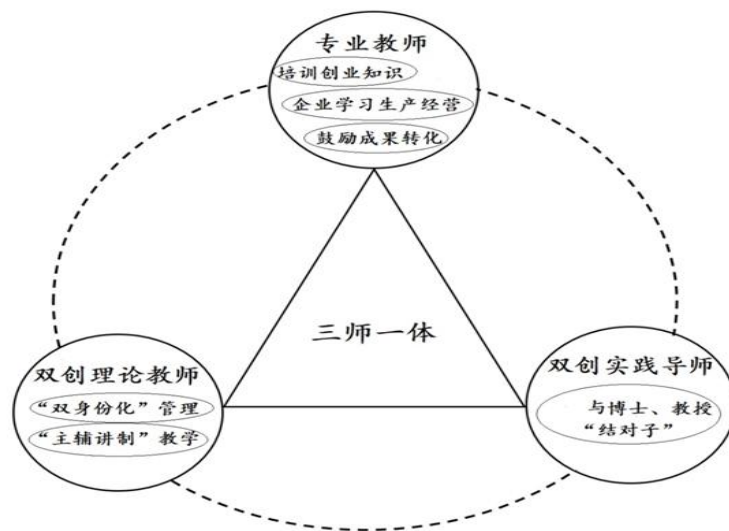 专业教师
培训创业知识
企业学习生产经营
鼓励成果转化
三师一体
双创理论教师
“双身份化”管理
“主辅讲制”教学
双创实践导师
与博士、教授
“结对子”